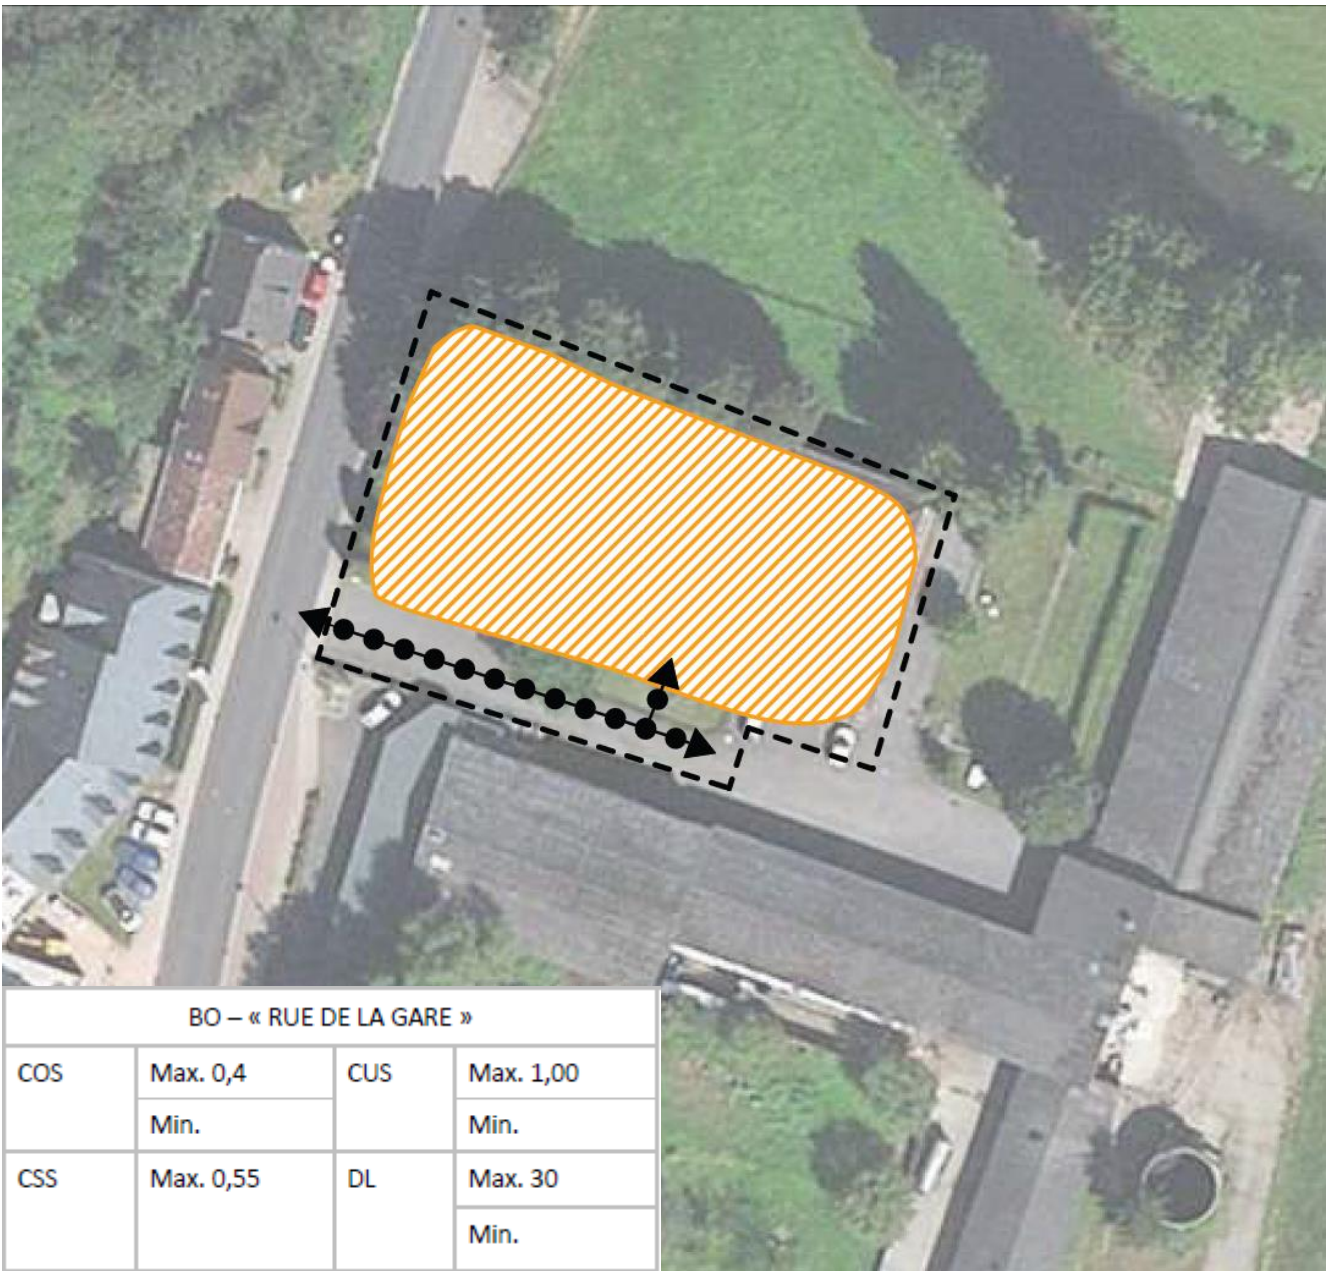 BO – « RUE DE LA GARE »
COS Max. 0,4 CUS Max. 1,00
Min. Min.
CSS Max. 0,55 DL Max. 30
Min.